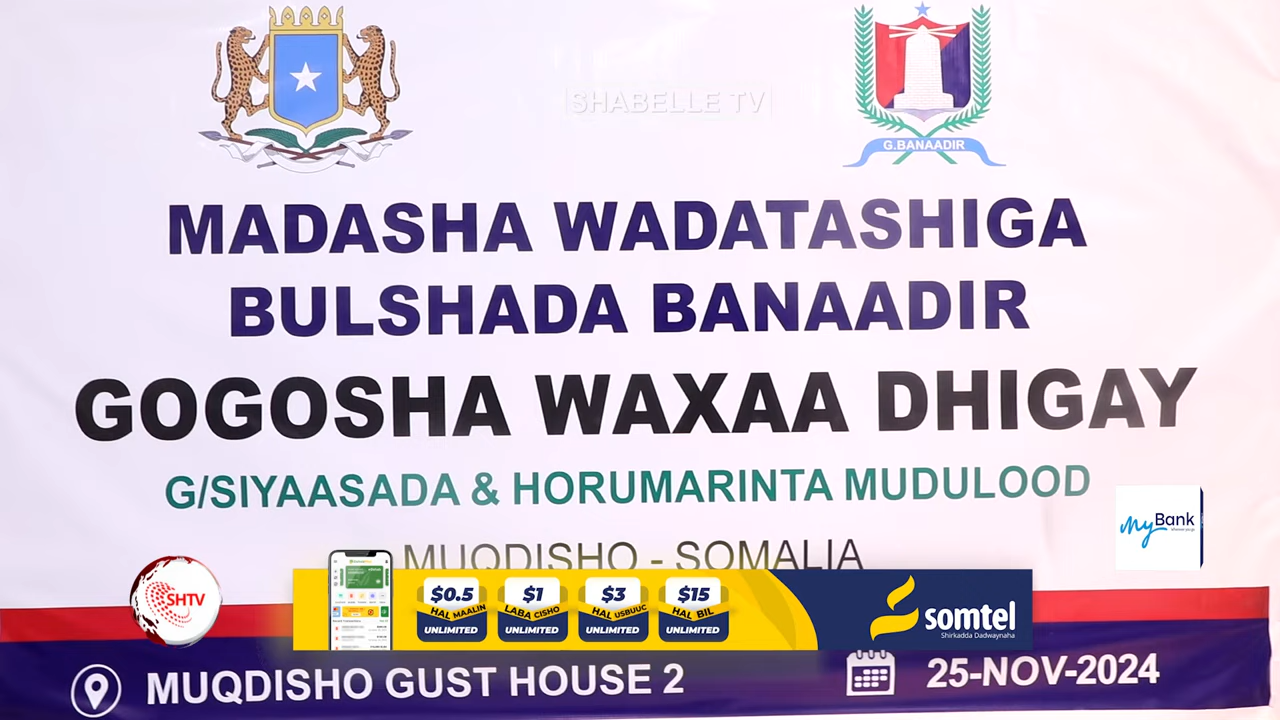 SHABELLE TV
G.BANAADIR
MADASHA WADATASHIGA
BULSHADA BANAADIR
GOGOSHA WAXAA DHIGAY
G/SIYAASADA & HORUMARINTA MUDULOOD
MyBank
MUQDISHO - SOMALIA
SHTV
$0.5
HAL MAALIN
UNLIMITED
$1
LABA CISHO
UNLIMITED
$3
HAL USBUUC
UNLIMITED
$15
HAL BIL
UNLIMITED
somtel
Shirkadda Dadwaynaha
MUQDISHO GUST HOUSE 2
25-NOV-2024